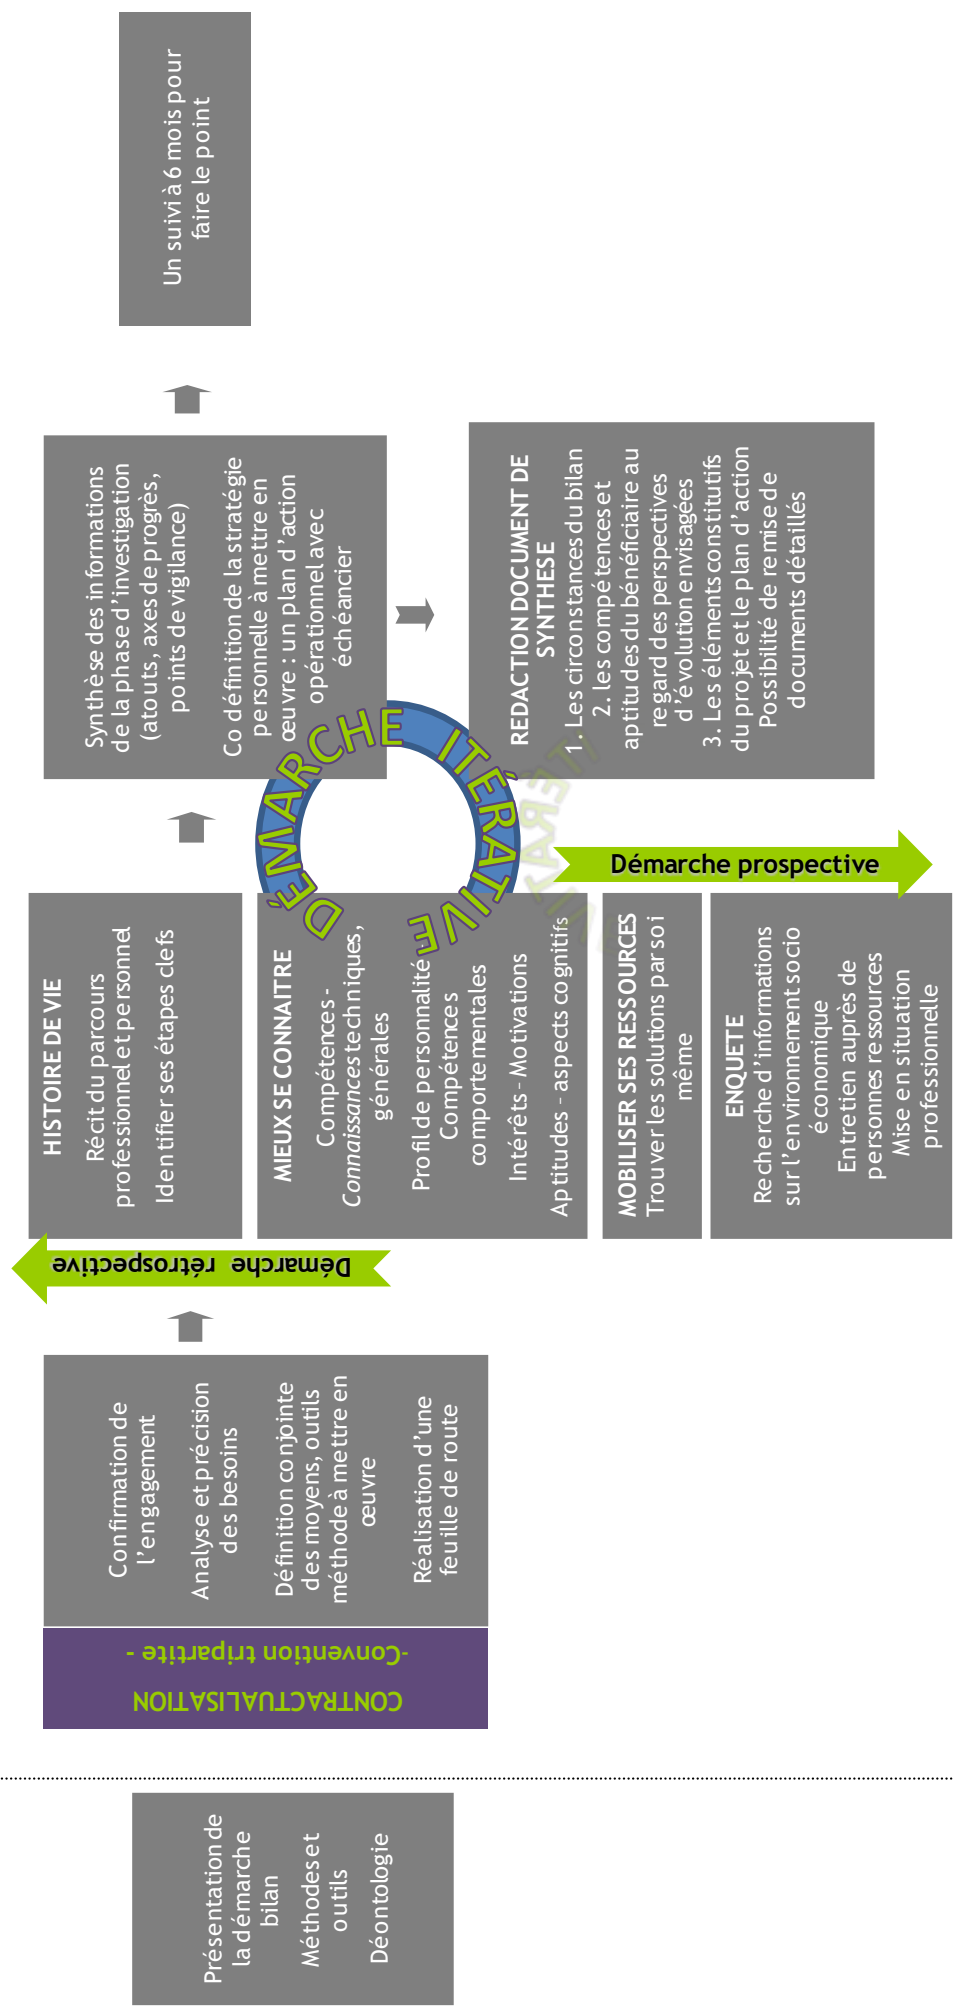 Présentation de
la démarche
bilan
Méthodes et
outils
Déontologie
CONTRACTUALISATION
-Convention tripartite -
Confirmation de
l’engagement
Analyse et précision
des besoins
Définition conjointe
des moyens, outils
méthode à mettre en
œuvre
Réalisation d’une
feuille de route
Démarche rétrospective
HISTOIRE DE VIE
Récit du parcours
professionnel et personnel
Identifier ses étapes clefs
MIEUX SE CONNAITRE
Compétences -
Connaissances techniques,
générales
Profil de personnalité -
Compétences
comportementales
Intérêts – Motivations
Aptitudes – aspects cognitifs
MOBILISER SES RESSOURCES
Trouver les solutions par soi
même
ENQUETE
Recherche d’informations
sur l’environnement socio
économique
Entretien auprès de
personnes ressources
Mise en situation
professionnelle
Démarche prospective
DÉMARCHE ITÉRATIVE
Synthèse des informations
de la phase d’investigation
(atouts, axes de progrès,
points de vigilance)
Co définition de la stratégie
personnelle à mettre en
œuvre : un plan d’action
opérationnel avec
échéancier
REDACTION DOCUMENT DE
SYNTHESE
1. Les circonstances du bilan
2. les compétences et
aptitudes du bénéficiaire au
regard des perspectives
d’évolution envisagées
3. Les éléments constitutifs
du projet et le plan d’action
Possibilité de remise de
documents détaillés
Un suivi à 6 mois pour
faire le point